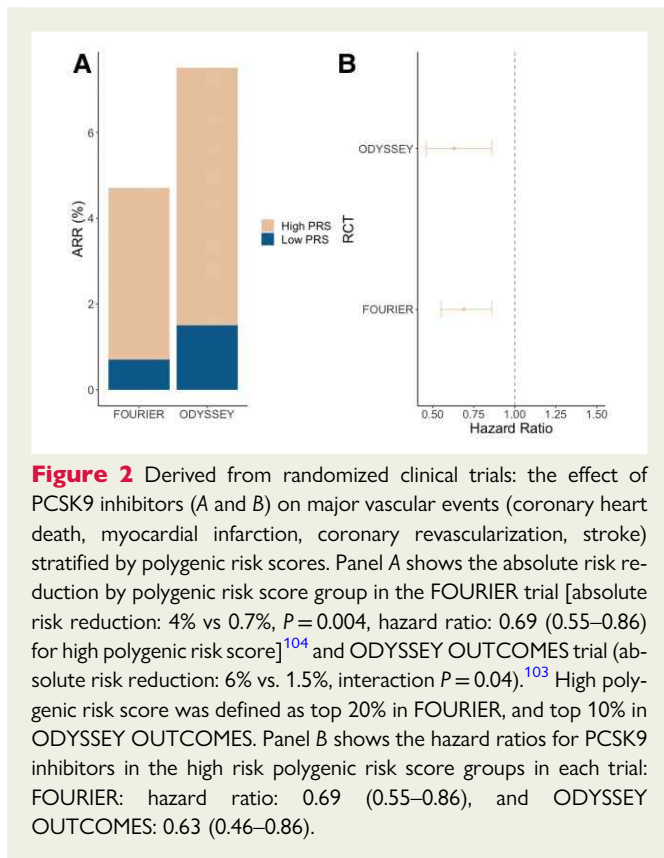 A
B
6
4
2
0
ARR (%)
FOURIER
ODYSSEY
High PRS
Low PRS
RCT
ODYSSEY
FOURIER
0.50
0.75
1.00
1.25
1.50
Hazard Ratio
Figure 2 Derived from randomized clinical trials: the effect of
PCSK9 inhibitors (A and B) on major vascular events (coronary heart
death, myocardial infarction, coronary revascularization, stroke)
stratified by polygenic risk scores. Panel A shows the absolute risk re-
duction by polygenic risk score group in the FOURIER trial [absolute
risk reduction: 4% vs 0.7%, P = 0.004, hazard ratio: 0.69 (0.55–0.86)
for high polygenic risk score]104 and ODYSSEY OUTCOMES trial (ab-
solute risk reduction: 6% vs. 1.5%, interaction P = 0.04).103 High poly-
genic risk score was defined as top 20% in FOURIER, and top 10% in
ODYSSEY OUTCOMES. Panel B shows the hazard ratios for PCSK9
inhibitors in the high risk polygenic risk score groups in each trial:
FOURIER: hazard ratio: 0.69 (0.55–0.86), and ODYSSEY
OUTCOMES: 0.63 (0.46–0.86).